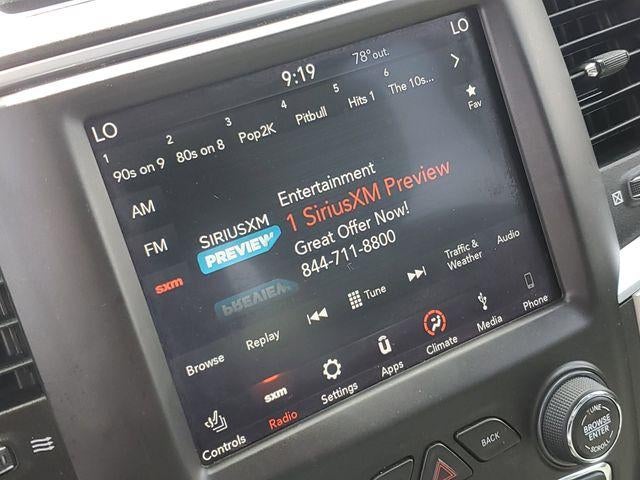 LO 9:19 78° out. LO
1 90s on 9 2 80s on 8 3 Pop2K 4 Pitbull 5 Hits 1 6 The 10s... >
Fav
AM
FM
sxm
SIRIUSXM
PREVIEW
Entertainment
1 SiriusXM Preview
Great Offer Now!
844-711-8800
PREVIEW
Browse Replay Tune Traffic & Weather Audio
Controls Radio sxm Settings Apps Climate Media Phone
BACK
TUNE
BROWSE
ENTER
SCROLL